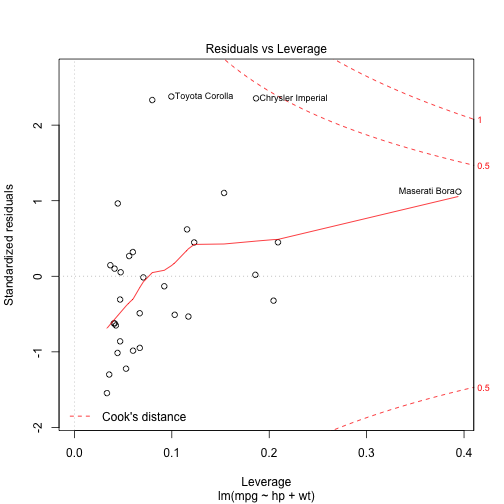 Residuals vs Leverage
Toyota Corolla
Chrysler Imperial
1
0.5
Maserati Bora
0.5
Standardized residuals
2
1
0
-1
-2
Cook's distance
0.0 0.1 0.2 0.3 0.4
Leverage
lm(mpg ~ hp + wt)